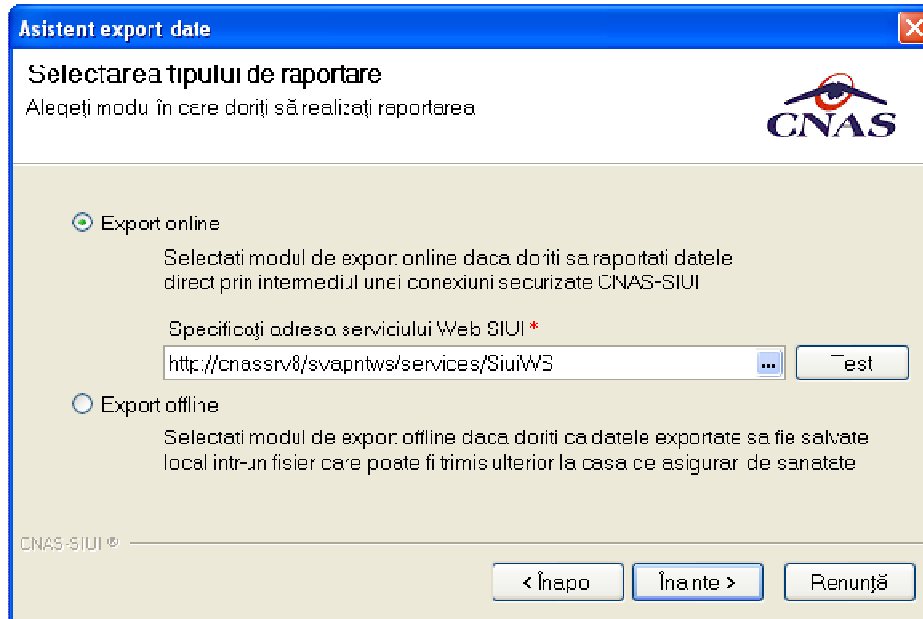 Asistent export date
Selectarea tipului de raportare
Alegeți modul în care doriți să realizați raportarea
CNAS
Export online
Selectati modul de export online daca doriti sa raportati datele
direct prin intermediul unei conexiuni securizate CNAS-SIUI
Specificați adresa serviciului Web SIUI *
http://cnassrv8/svapntws/services/SiuiWS
...
Test
Export offline
Selectati modul de export offline daca doriti ca datele exportate sa fie salvate
local intr-un fisier care poate fi trimis ulterior la casa de asigurari de sanatate
CNAS-SIUI ®
< Înapoi
Înainte >
Renunță